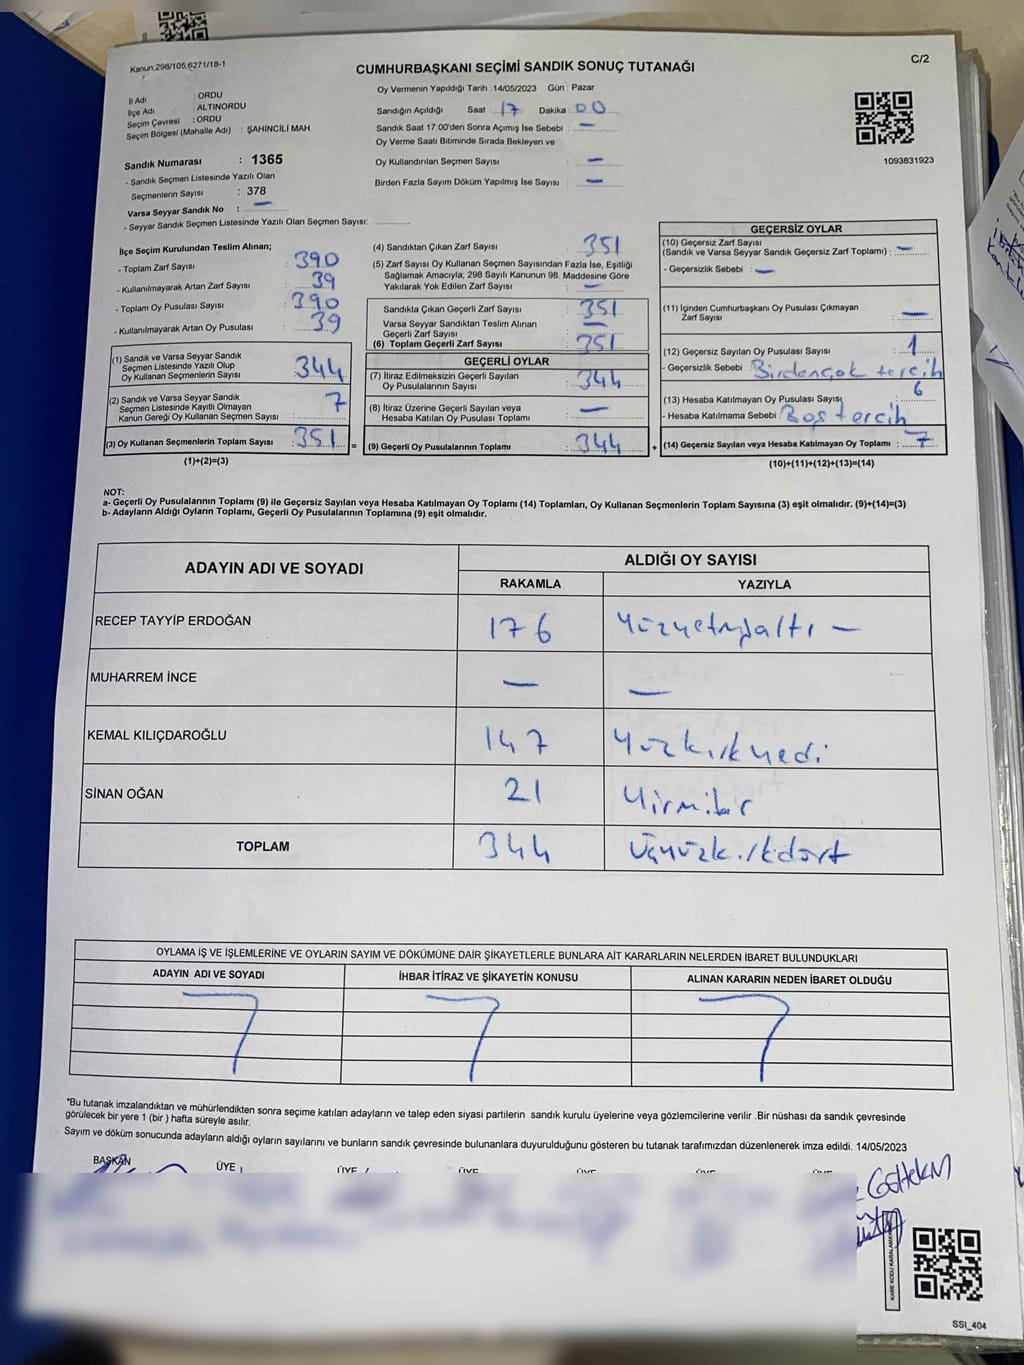 Kanun.298/105,6271/18-1
C/2
CUMHURBAŞKANI SEÇİMİ SANDIK SONUÇ TUTANAĞI
İl Adı : ORDU
İlçe Adı : ALTINORDU
Seçim Çevresi : ORDU
Seçim Bölgesi (Mahalle Adı) : ŞAHİNCİLİ MAH.
Oy Vermenin Yapıldığı Tarih : 14/05/2023 Gün : Pazar
Sandığın Açıldığı Saat : 17 Dakika : 00
Sandık Saat 17:00'den Sonra Açımış İse Sebebi : —
Oy Verme Saati Bitiminde Sırada Bekleyen ve
Oy Kullandırılan Seçmen Sayısı : —
Birden Fazla Sayım Döküm Yapılmış İse Sayısı : —
1093831923
Sandık Numarası : 1365
- Sandık Seçmen Listesinde Yazılı Olan
Seçmenlerin Sayısı : 378
Varsa Seyyar Sandık No : —
- Seyyar Sandık Seçmen Listesinde Yazılı Olan Seçmen Sayısı:
İlçe Seçim Kurulundan Teslim Alınan;
- Toplam Zarf Sayısı : 390
- Kullanılmayarak Artan Zarf Sayısı : 39
- Toplam Oy Pusulası Sayısı : 390
- Kullanılmayarak Artan Oy Pusulası : 39
(1) Sandık ve Varsa Seyyar Sandık
Seçmen Listesinde Yazılı Olup
Oy Kullanan Seçmenlerin Sayısı : 344
(2) Sandık ve Varsa Seyyar Sandık
Seçmen Listesinde Kayıtlı Olmayan
Kanun Gereği Oy Kullanan Seçmen Sayısı : 7
(3) Oy Kullanan Seçmenlerin Toplam Sayısı : 351 =
(1)+(2)=(3)
(4) Sandıktan Çıkan Zarf Sayısı : 351
(5) Zarf Sayısı Oy Kullanan Seçmen Sayısından Fazla İse, Eşitliği
Sağlamak Amacıyla; 298 Sayılı Kanunun 98. Maddesine Göre
Yakılarak Yok Edilen Zarf Sayısı : —
Sandıkta Çıkan Geçerli Zarf Sayısı : 351
Varsa Seyyar Sandıktan Teslim Alınan
Geçerli Zarf Sayısı : —
(6) Toplam Geçerli Zarf Sayısı : 351
GEÇERLİ OYLAR
(7) İtiraz Edilmeksizin Geçerli Sayılan
Oy Pusulalarının Sayısı : 344
(8) İtiraz Üzerine Geçerli Sayılan veya
Hesaba Katılan Oy Pusulası Toplamı : —
(9) Geçerli Oy Pusulalarının Toplamı : 344 +
GEÇERSİZ OYLAR
(10) Geçersiz Zarf Sayısı
(Sandık ve Varsa Seyyar Sandık Geçersiz Zarf Toplamı) : —
- Geçersizlik Sebebi : —
(11) İçinden Cumhurbaşkanı Oy Pusulası Çıkmayan
Zarf Sayısı : —
(12) Geçersiz Sayılan Oy Pusulası Sayısı : 1
- Geçersizlik Sebebi : Birdençok tercih
(13) Hesaba Katılmayan Oy Pusulası Sayısı : 6
- Hesaba Katılmama Sebebi : Boş tercih
(14) Geçersiz Sayılan veya Hesaba Katılmayan Oy Toplamı : 7
(10)+(11)+(12)+(13)=(14)
NOT:
a- Geçerli Oy Pusulalarının Toplamı (9) ile Geçersiz Sayılan veya Hesaba Katılmayan Oy Toplamı (14) Toplamları, Oy Kullanan Seçmenlerin Toplam Sayısına (3) eşit olmalıdır. (9)+(14)=(3)
b- Adayların Aldığı Oyların Toplamı, Geçerli Oy Pusulalarının Toplamına (9) eşit olmalıdır.
ADAYIN ADI VE SOYADI
ALDIĞI OY SAYISI
RAKAMLA YAZIYLA
RECEP TAYYİP ERDOĞAN 176 Yüzyetmişaltı —
MUHARREM İNCE — —
KEMAL KILIÇDAROĞLU 147 Yüzkırkyedi
SİNAN OĞAN 21 Yirmibir
TOPLAM 344 Üçyüzkırkdört
OYLAMA İŞ VE İŞLEMLERİNE VE OYLARIN SAYIM VE DÖKÜMÜNE DAİR ŞİKAYETLERLE BUNLARA AİT KARARLARIN NELERDEN İBARET BULUNDUKLARI
ADAYIN ADI VE SOYADI
İHBAR İTİRAZ VE ŞİKAYETİN KONUSU
ALINAN KARARIN NEDEN İBARET OLDUĞU
*Bu tutanak imzalandıktan ve mühürlendikten sonra seçime katılan adayların ve talep eden siyasi partilerin sandık kurulu üyelerine veya gözlemcilerine verilir .Bir nüshası da sandık çevresinde
görülecek bir yere 1 (bir ) hafta süreyle asılır.
Sayım ve döküm sonucunda adayların aldığı oyların sayılarını ve bunların sandık çevresinde bulunanlara duyurulduğunu gösteren bu tutanak tarafımızdan düzenlenerek imza edildi. 14/05/2023
BAŞKAN ÜYE ÜYE ÜYE ÜYE ÜYE ÜYE
KARE KODU KARALAMA
SSI_404